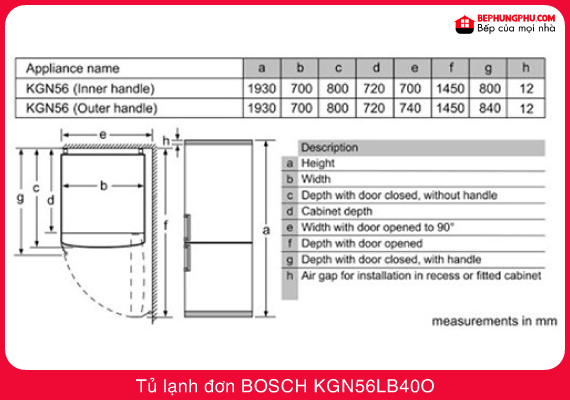 BEPHUNGPHU.COM
Bếp của mọi nhà
Appliance name a b c d e f g h
KGN56 (Inner handle) 1930 700 800 720 700 1450 800 12
KGN56 (Outer handle) 1930 700 800 720 740 1450 840 12
e
h
Description
a Height
b Width
c Depth with door closed, without handle
d Cabinet depth
e Width with door opened to 90°
f Depth with door opened
g Depth with door closed, with handle
h Air gap for installation in recess or fitted cabinet
g c d b f a
measurements in mm
Tủ lạnh đơn BOSCH KGN56LB40O